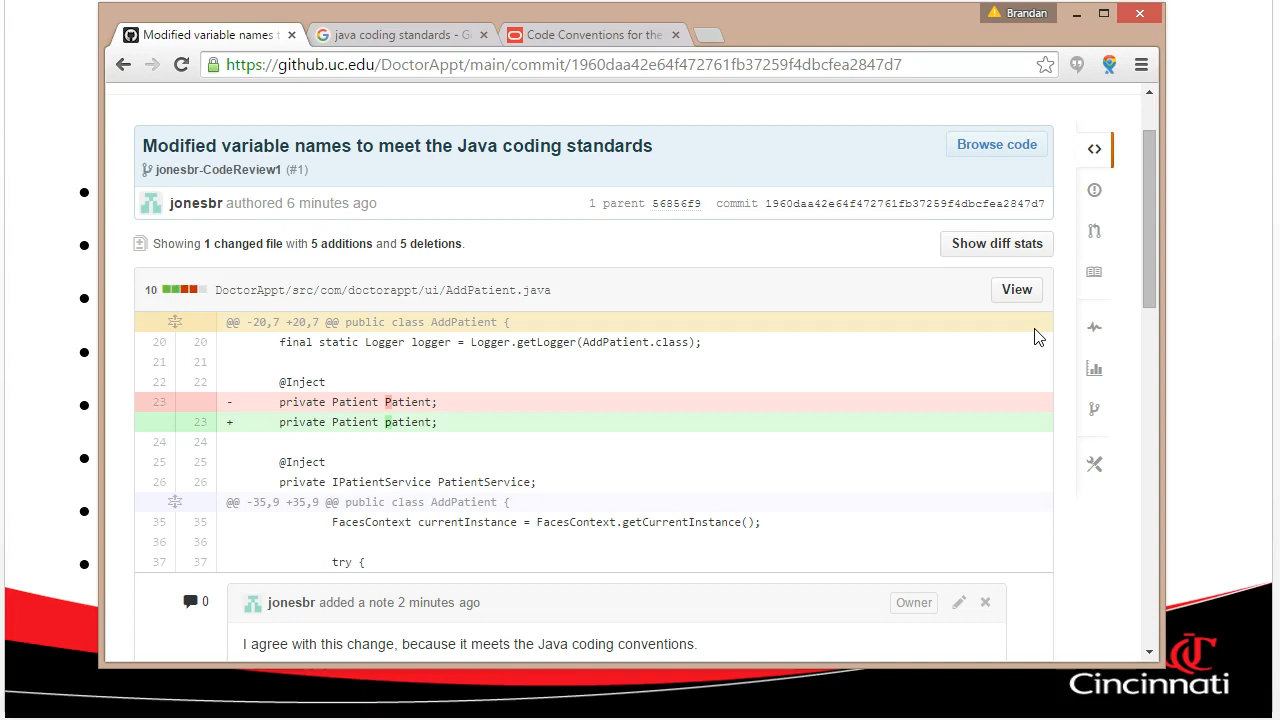 Brandan
Modified variable names t
java coding standards - G
Code Conventions for the
https://github.uc.edu/DoctorAppt/main/commit/1960daa42e64f472761fb37259f4dbcfea2847d7
Modified variable names to meet the Java coding standards
Browse code
jonesbr-CodeReview1 (#1)
jonesbr authored 6 minutes ago
1 parent 56856f9 commit 1960daa42e64f472761fb37259f4dbcfea2847d7
Showing 1 changed file with 5 additions and 5 deletions.
Show diff stats
10 DoctorAppt/src/com/doctorappt/ui/AddPatient.java
View
@@ -20,7 +20,7 @@ public class AddPatient {
20 20 final static Logger logger = Logger.getLogger(AddPatient.class);
21 21
22 22 @Inject
23 - private Patient Patient;
23 + private Patient patient;
24 24
25 25 @Inject
26 26 private IPatientService PatientService;
@@ -35,9 +35,9 @@ public class AddPatient {
35 35 FacesContext currentInstance = FacesContext.getCurrentInstance();
36 36
37 37 try {
0
jonesbr added a note 2 minutes ago
Owner
I agree with this change, because it meets the Java coding conventions.
Cincinnati